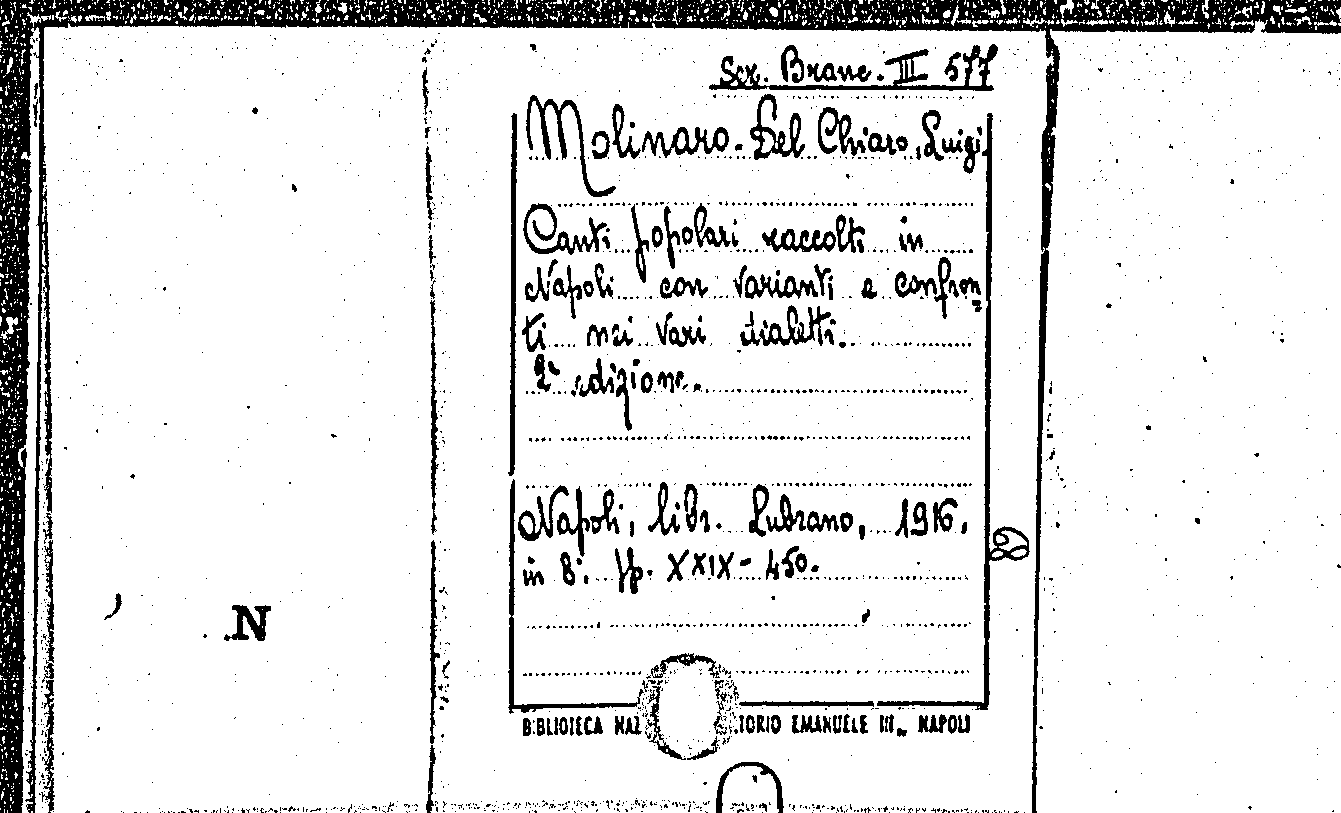 Scr. Branc. III 577
Molinaro-Del Chiaro, Luigi.
Canti popolari raccolti in
Napoli con varianti e confron=
ti nei vari dialetti.
2ª edizione.
Napoli, libr. Lubrano, 1916.
in 8°. pp. XXIX-450.
N
BIBLIOTECA NAZ TORIO EMANUELE III„ NAPOLI